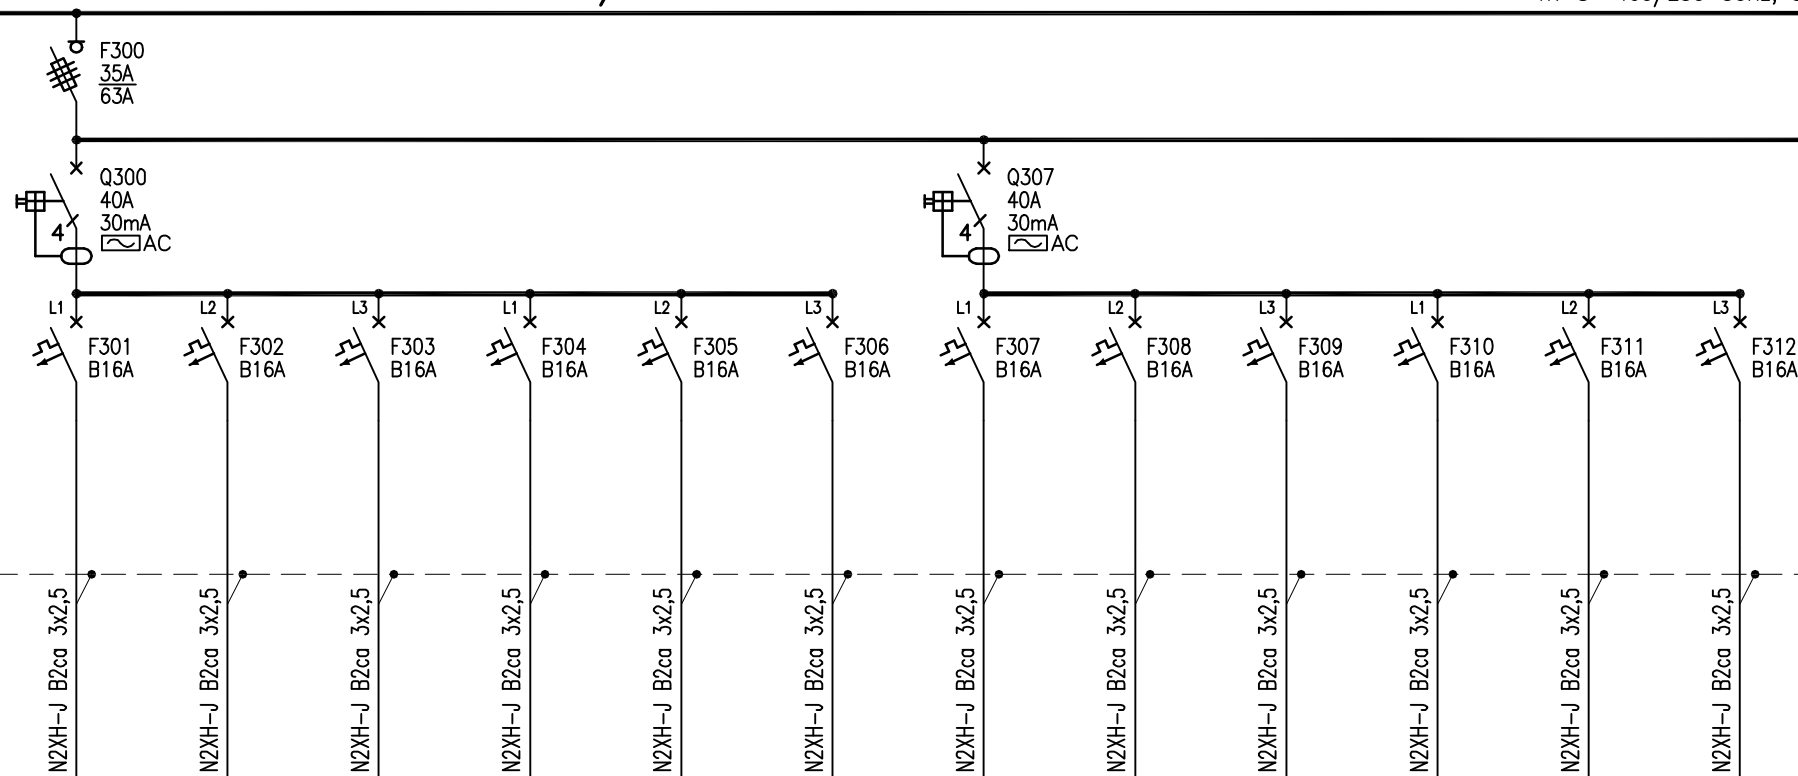 F300
35A
63A
Q300
40A
30mA
AC
4
Q307
40A
30mA
AC
4
L1
L2
L3
L1
L2
L3
L1
L2
L3
L1
L2
L3
F301
B16A
F302
B16A
F303
B16A
F304
B16A
F305
B16A
F306
B16A
F307
B16A
F308
B16A
F309
B16A
F310
B16A
F311
B16A
F312
B16A
N2XH-J B2ca 3x2,5
N2XH-J B2ca 3x2,5
N2XH-J B2ca 3x2,5
N2XH-J B2ca 3x2,5
N2XH-J B2ca 3x2,5
N2XH-J B2ca 3x2,5
N2XH-J B2ca 3x2,5
N2XH-J B2ca 3x2,5
N2XH-J B2ca 3x2,5
N2XH-J B2ca 3x2,5
N2XH-J B2ca 3x2,5
N2XH-J B2ca 3x2,5